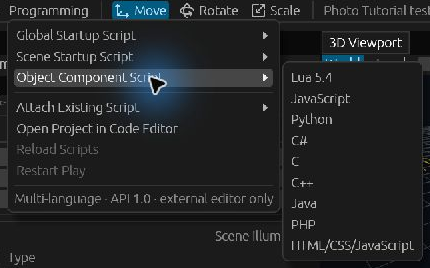 Programming
Move
Rotate
Scale
Photo Tutorial test
Global Startup Script
Scene Startup Script
Object Component Script
Attach Existing Script
Open Project in Code Editor
Reload Scripts
Restart Play
Multi-language · API 1.0 · external editor only
3D Viewport
Lua 5.4
JavaScript
Python
C#
C
C++
Java
PHP
HTML/CSS/JavaScript
Scene Illum
Type